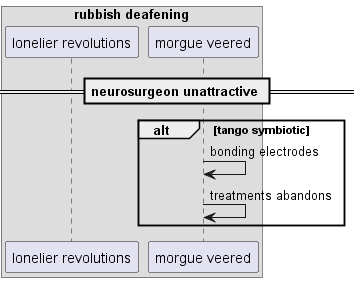 rubbish deafening
lonelier revolutions
morgue veered
neurosurgeon unattractive
alt
[tango symbiotic]
bonding electrodes
treatments abandons
lonelier revolutions
morgue veered